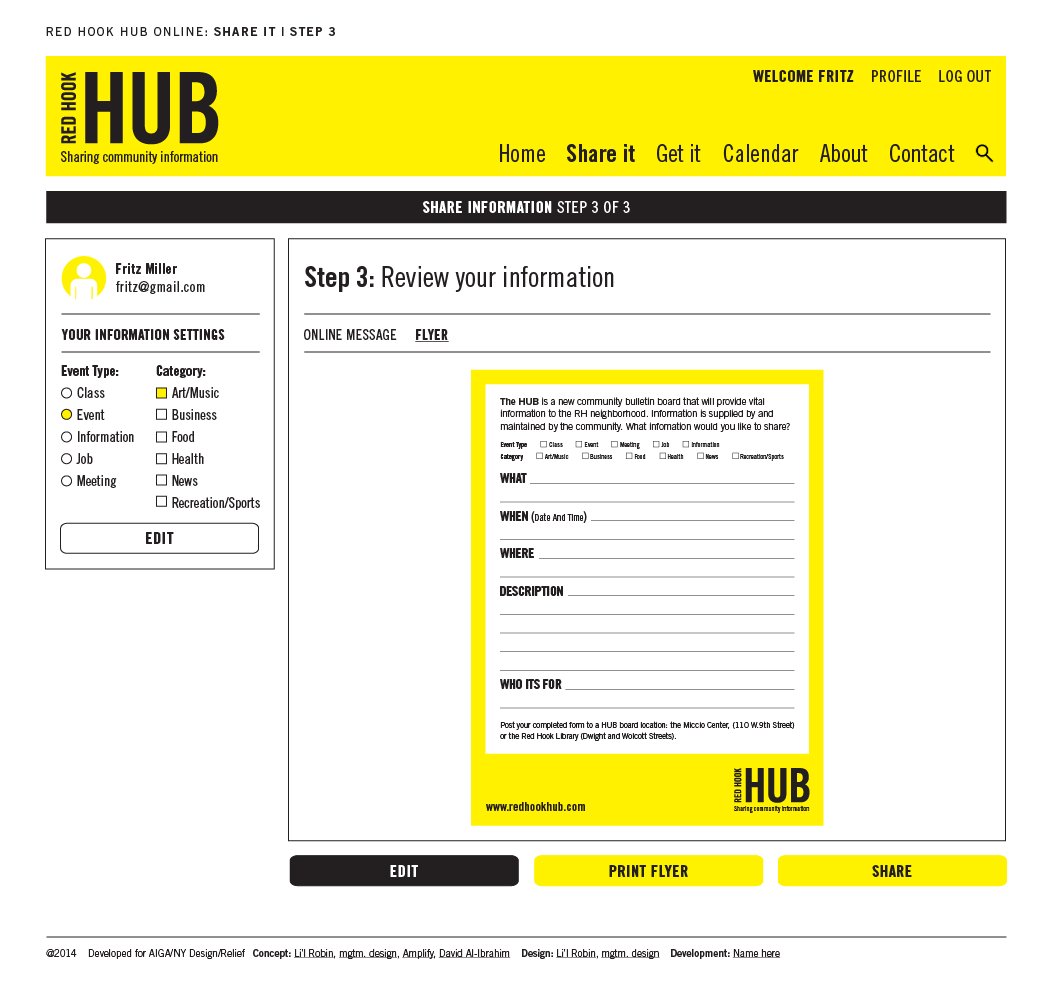 RED HOOK HUB ONLINE: SHARE IT | STEP 3
RED HOOK HUB
Sharing community information
WELCOME FRITZ PROFILE LOG OUT
Home Share it Get it Calendar About Contact
SHARE INFORMATION STEP 3 OF 3
Fritz Miller
fritz@gmail.com
YOUR INFORMATION SETTINGS
Event Type: Category:
Class Art/Music
Event Business
Information Food
Job Health
Meeting News
Recreation/Sports
EDIT
Step 3: Review your information
ONLINE MESSAGE FLYER
The HUB is a new community bulletin board that will provide vital
information to the RH neighborhood. Information is supplied by and
maintained by the community. What infomation would you like to share?
Event Type Class Event Meeting Job Information
Category Art/Music Business Food Health News Recreation/Sports
WHAT
WHEN (Date And Time)
WHERE
DESCRIPTION
WHO ITS FOR
Post your completed form to a HUB board location: the Miccio Center, (110 W.9th Street)
or the Red Hook Library (Dwight and Wolcott Streets).
www.redhookhub.com
RED HOOK HUB
Sharing community information
EDIT PRINT FLYER SHARE
@2014 Developed for AIGA/NY Design/Relief Concept: Li'l Robin, mgtm. design, Amplify, David Al-Ibrahim Design: Li'l Robin, mgtm. design Development: Name here